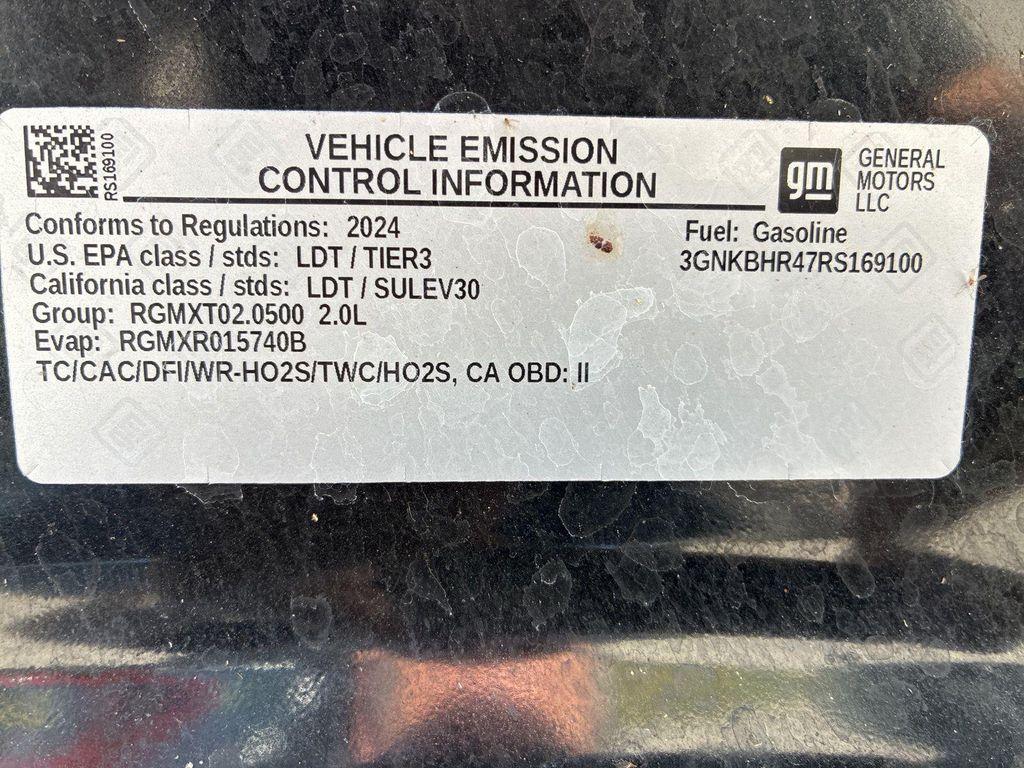 RS169100
VEHICLE EMISSION
CONTROL INFORMATION
gm
GENERAL
MOTORS
LLC
Conforms to Regulations: 2024
U.S. EPA class / stds: LDT / TIER3
California class / stds: LDT / SULEV30
Group: RGMXT02.0500 2.0L
Evap: RGMXR015740B
TC/CAC/DFI/WR-HO2S/TWC/HO2S, CA OBD: II
Fuel: Gasoline
3GNKBHR47RS169100